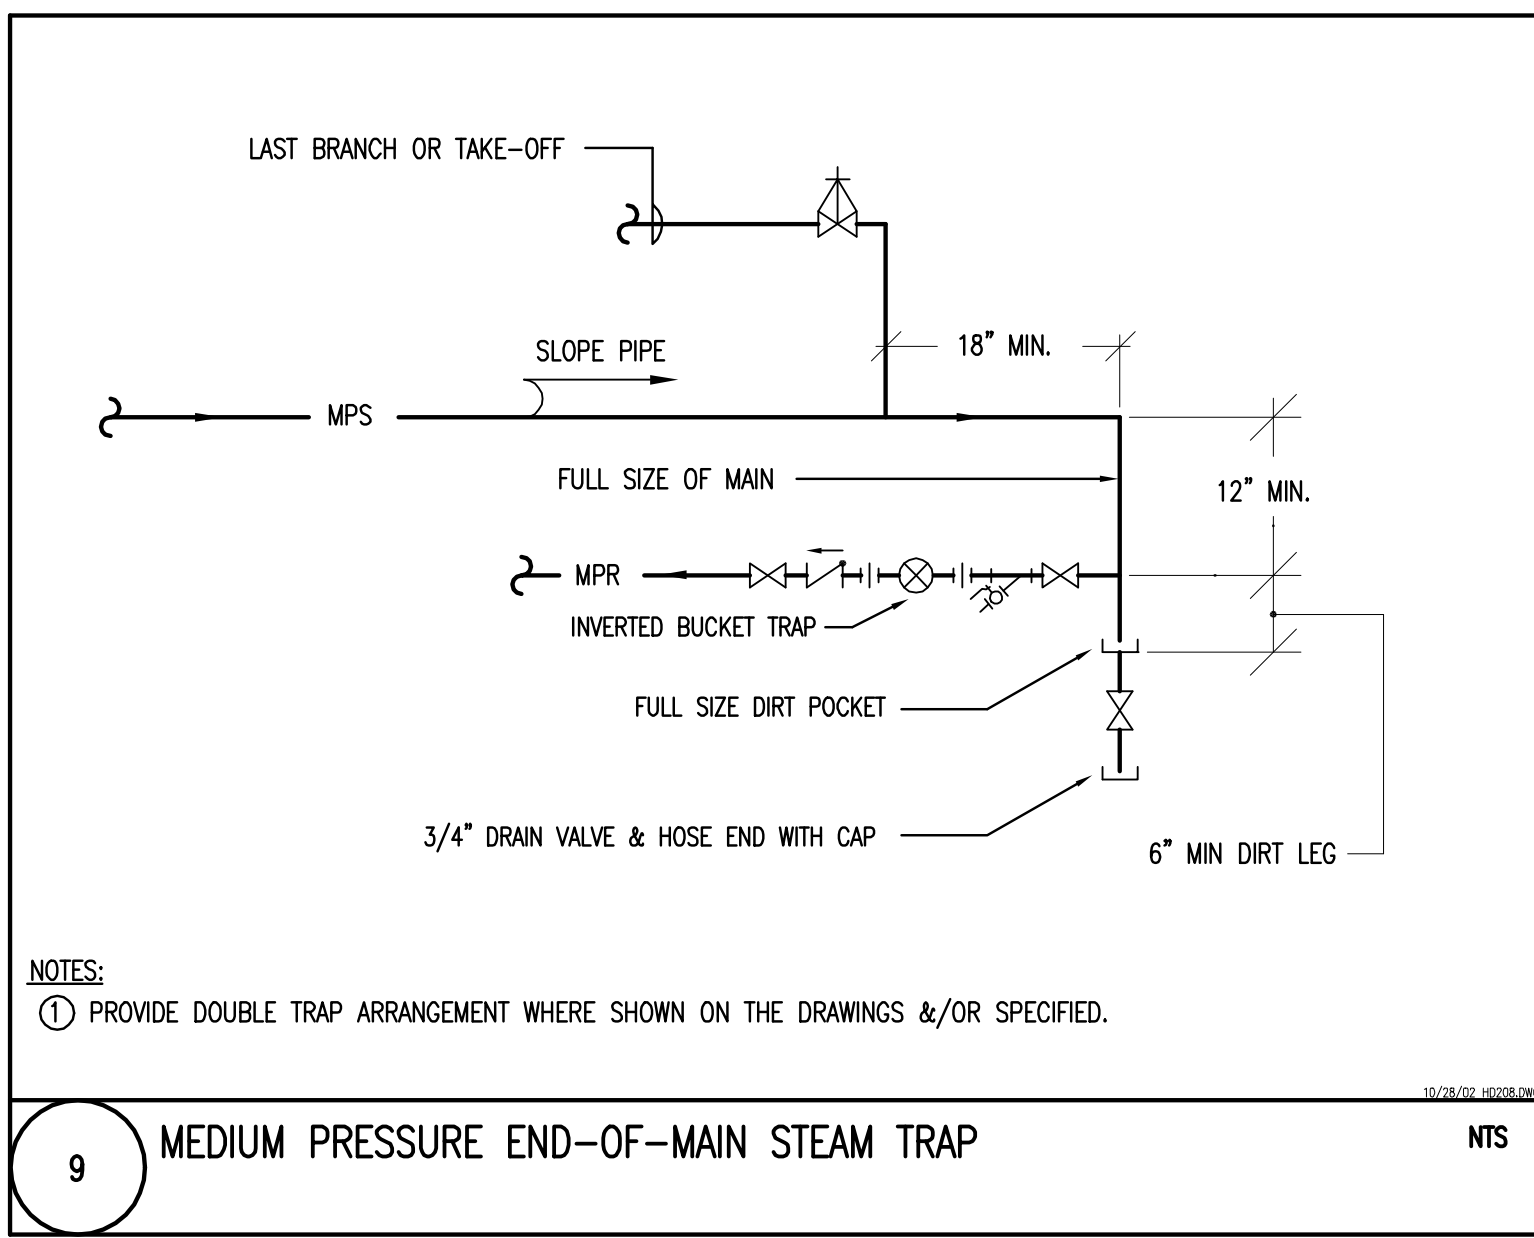 LAST BRANCH OR TAKE-OFF
18" MIN.
SLOPE PIPE
MPS
FULL SIZE OF MAIN
12" MIN.
MPR
INVERTED BUCKET TRAP
FULL SIZE DIRT POCKET
3/4" DRAIN VALVE & HOSE END WITH CAP
6" MIN DIRT LEG
NOTES:
1 PROVIDE DOUBLE TRAP ARRANGEMENT WHERE SHOWN ON THE DRAWINGS &/OR SPECIFIED.
10/28/02 HD208.DW
9
MEDIUM PRESSURE END-OF-MAIN STEAM TRAP
NTS